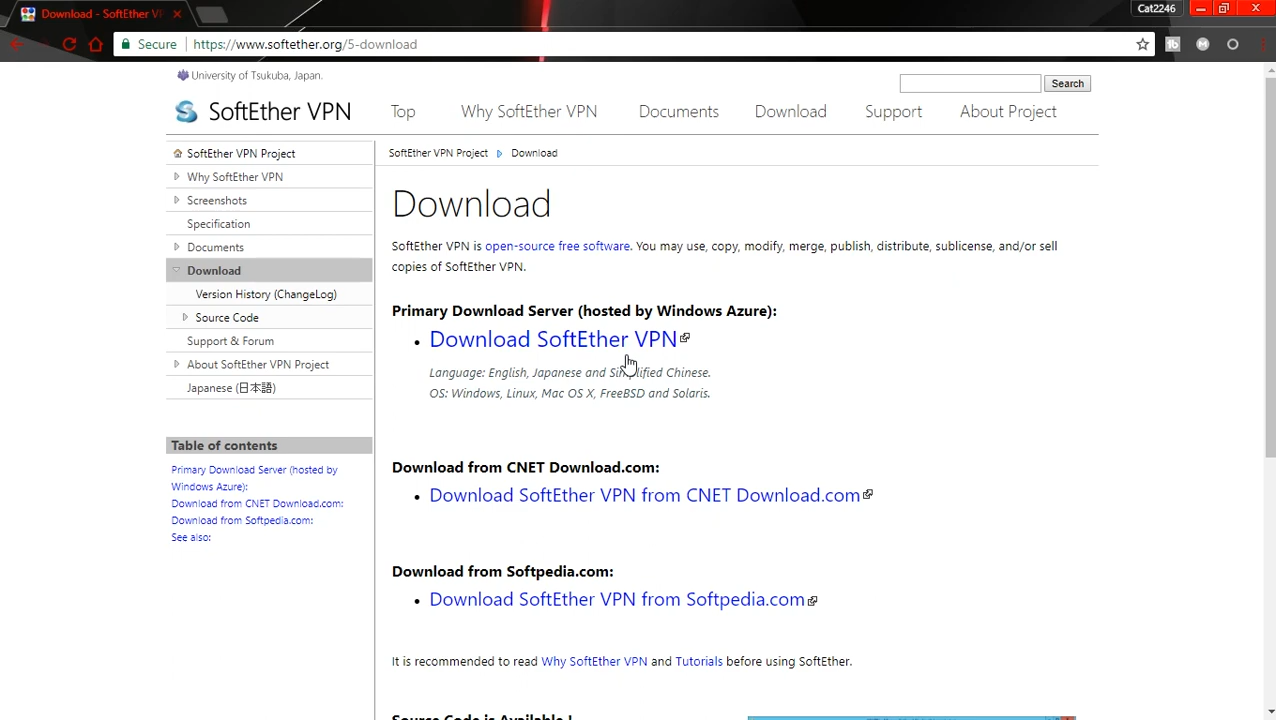 Download - SoftEther VP
Cat2246
Secure
https://www.softether.org/5-download
University of Tsukuba, Japan.
Search
SoftEther VPN
Top
Why SoftEther VPN
Documents
Download
Support
About Project
SoftEther VPN Project
Why SoftEther VPN
Screenshots
Specification
Documents
Download
Version History (ChangeLog)
Source Code
Support & Forum
About SoftEther VPN Project
Japanese (日本語)
Table of contents
Primary Download Server (hosted by
Windows Azure):
Download from CNET Download.com:
Download from Softpedia.com:
See also:
SoftEther VPN Project
Download
Download
SoftEther VPN is open-source free software. You may use, copy, modify, merge, publish, distribute, sublicense, and/or sell
copies of SoftEther VPN.
Primary Download Server (hosted by Windows Azure):
• Download SoftEther VPN
Language: English, Japanese and Simplified Chinese.
OS: Windows, Linux, Mac OS X, FreeBSD and Solaris.
Download from CNET Download.com:
• Download SoftEther VPN from CNET Download.com
Download from Softpedia.com:
• Download SoftEther VPN from Softpedia.com
It is recommended to read Why SoftEther VPN and Tutorials before using SoftEther.
Source Code is Available !